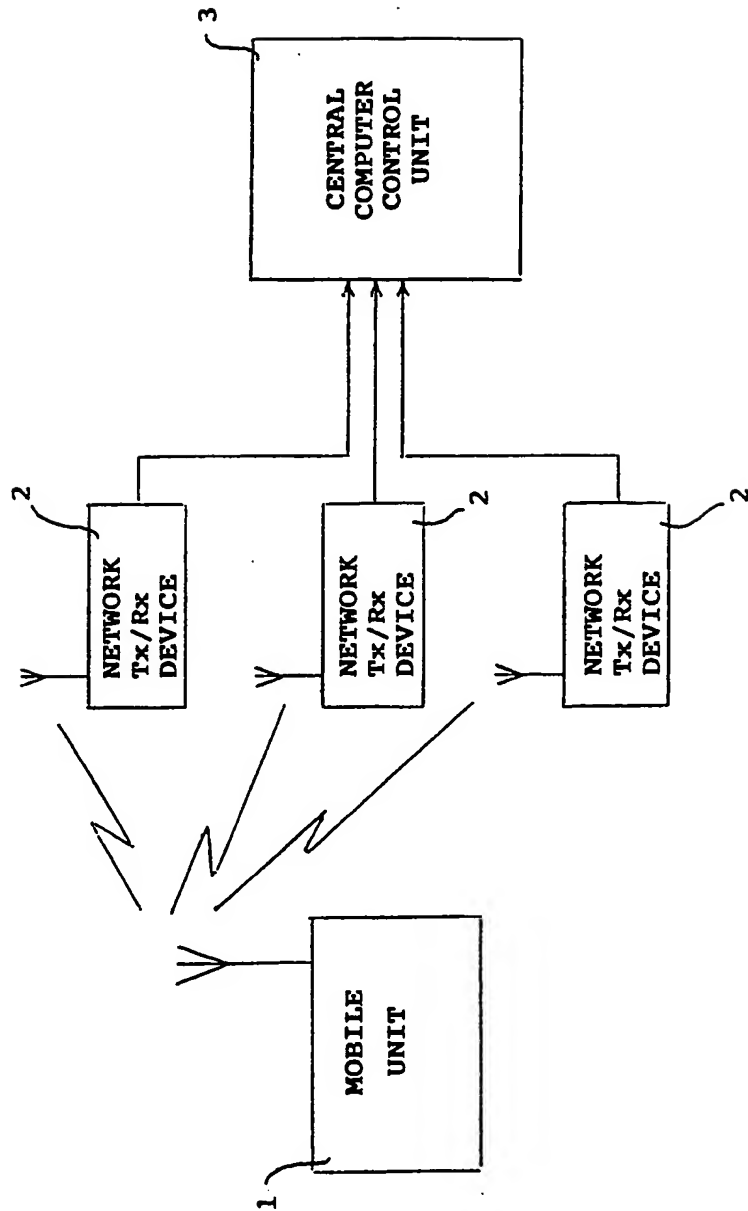 1
MOBILE
UNIT
2
NETWORK
Tx/Rx
DEVICE
2
NETWORK
Tx/Rx
DEVICE
2
NETWORK
Tx/Rx
DEVICE
3
CENTRAL
COMPUTER
CONTROL
UNIT